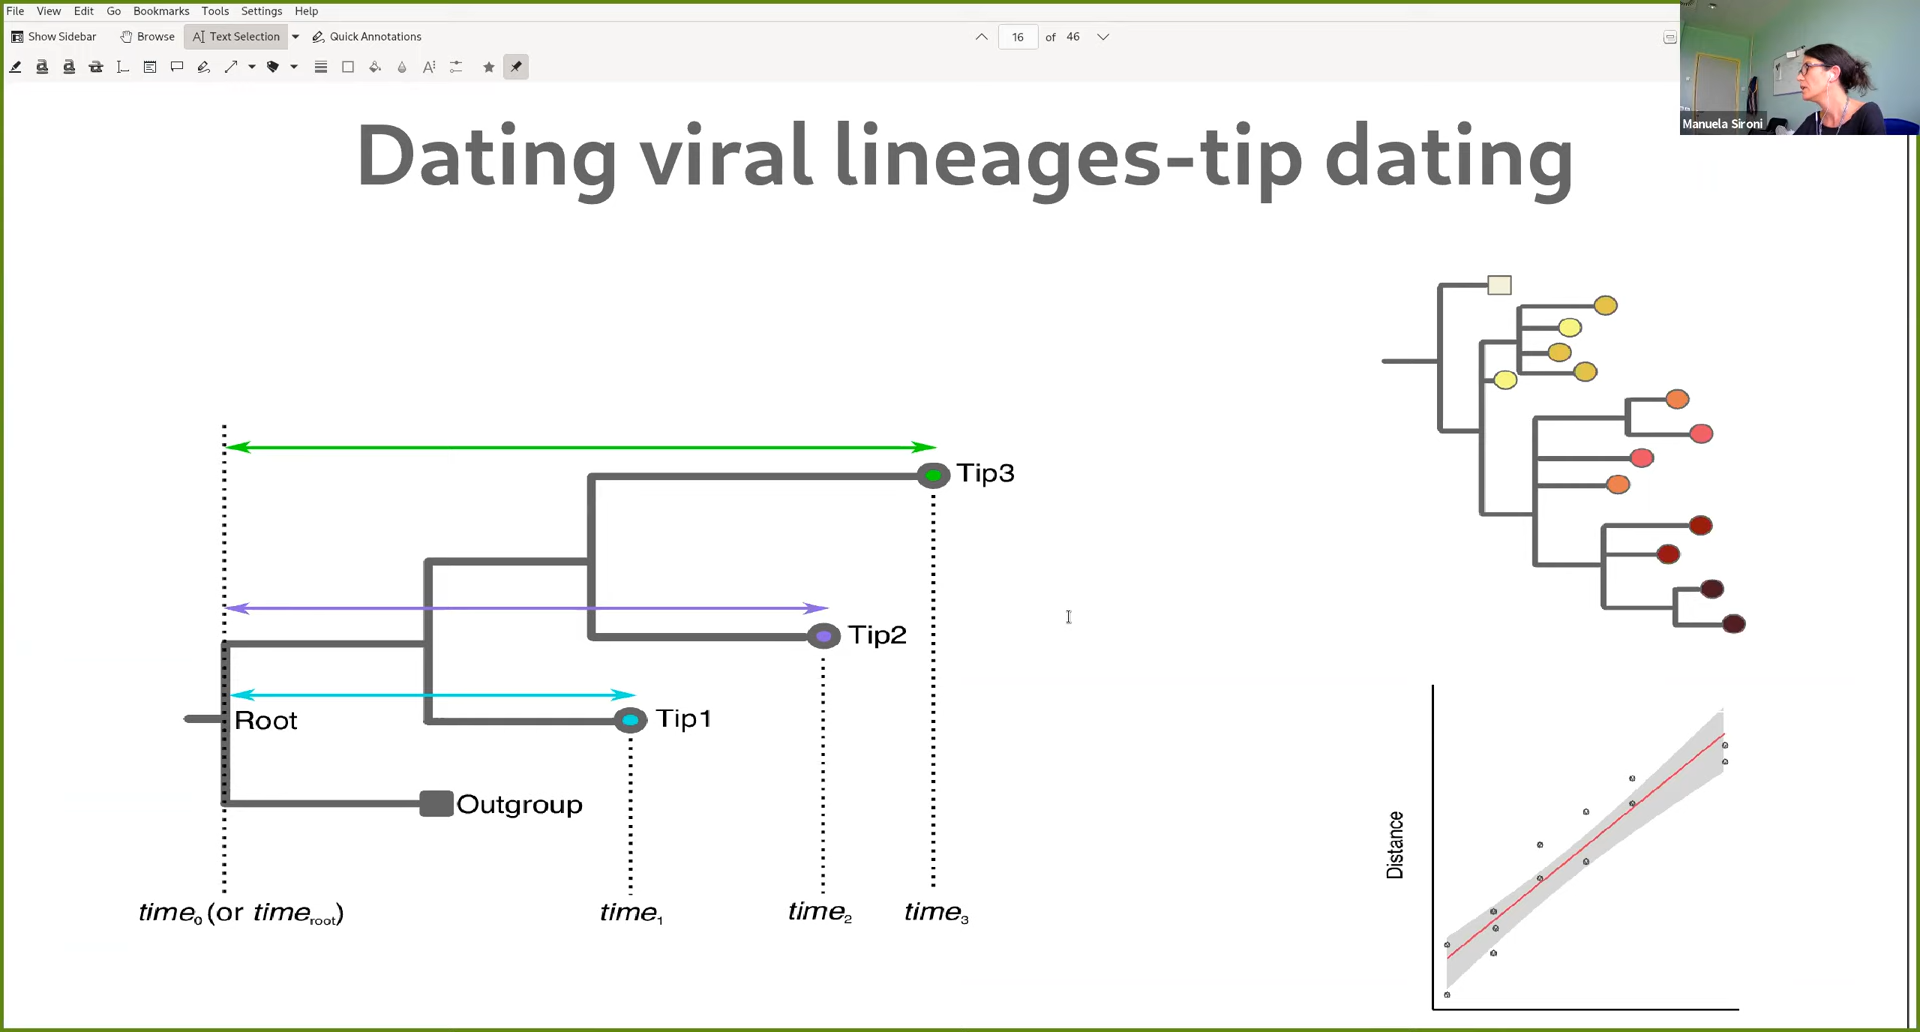 File View Edit Go Bookmarks Tools Settings Help
Show Sidebar Browse Text Selection Quick Annotations 16 of 46
Manuela Sironi
Dating viral lineages-tip dating
Tip3
Tip2
Root
Tip1
Outgroup
time0 (or timeroot)
time1
time2
time3
Distance